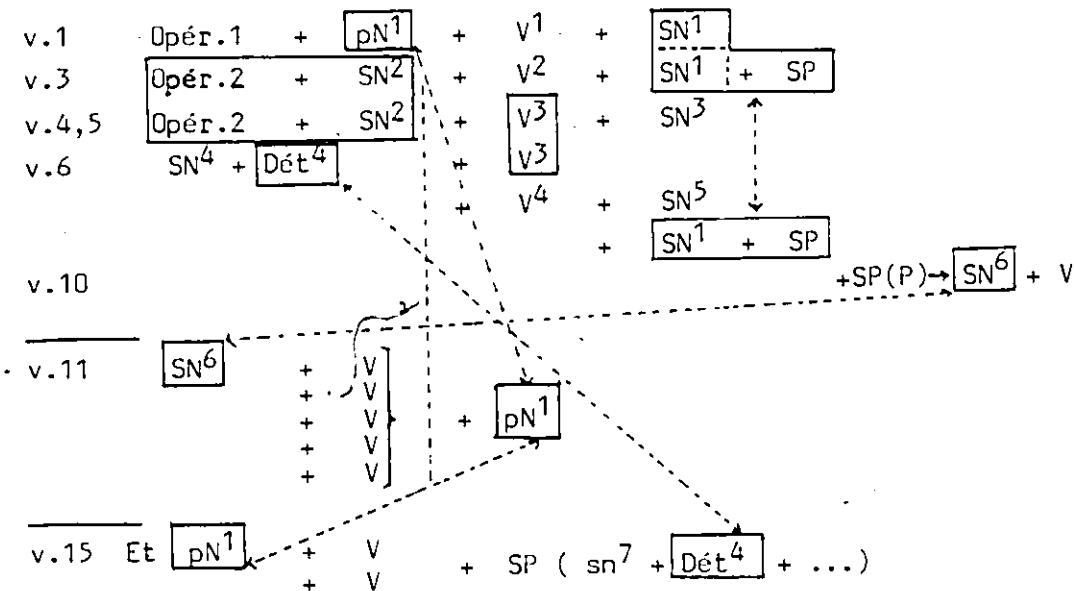 v.1 Opér.1 + pN¹ + V¹ + SN¹
v.3 Opér.2 + SN² + V² + SN¹ + SP
v.4,5 Opér.2 + SN² + V³ + SN³
v.6 SN⁴ + Dét⁴ + V³
+ V⁴ + SN⁵
+ SN¹ + SP
v.10 +SP(P)→ SN⁶ + V
v.11 SN⁶ + V
+ V
+ V + pN¹
+ V
+ V
v.15 Et pN¹ + V + SP ( sn⁷ + Dét⁴ + ...)
+ V